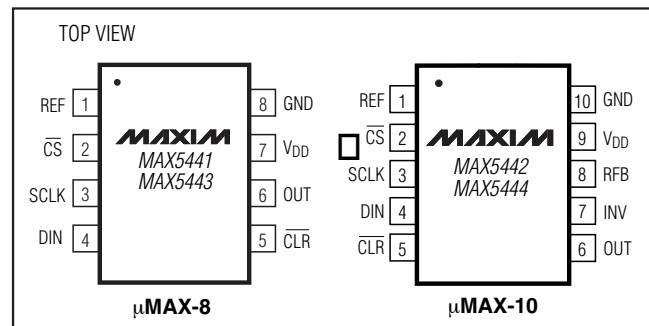 TOP VIEW
REF 1
CS 2
SCLK 3
DIN 4
MAXIM
MAX5441
MAX5443
8 GND
7 VDD
6 OUT
5 CLR
µMAX-8
REF 1
CS 2
SCLK 3
DIN 4
CLR 5
MAXIM
MAX5442
MAX5444
10 GND
9 VDD
8 RFB
7 INV
6 OUT
µMAX-10